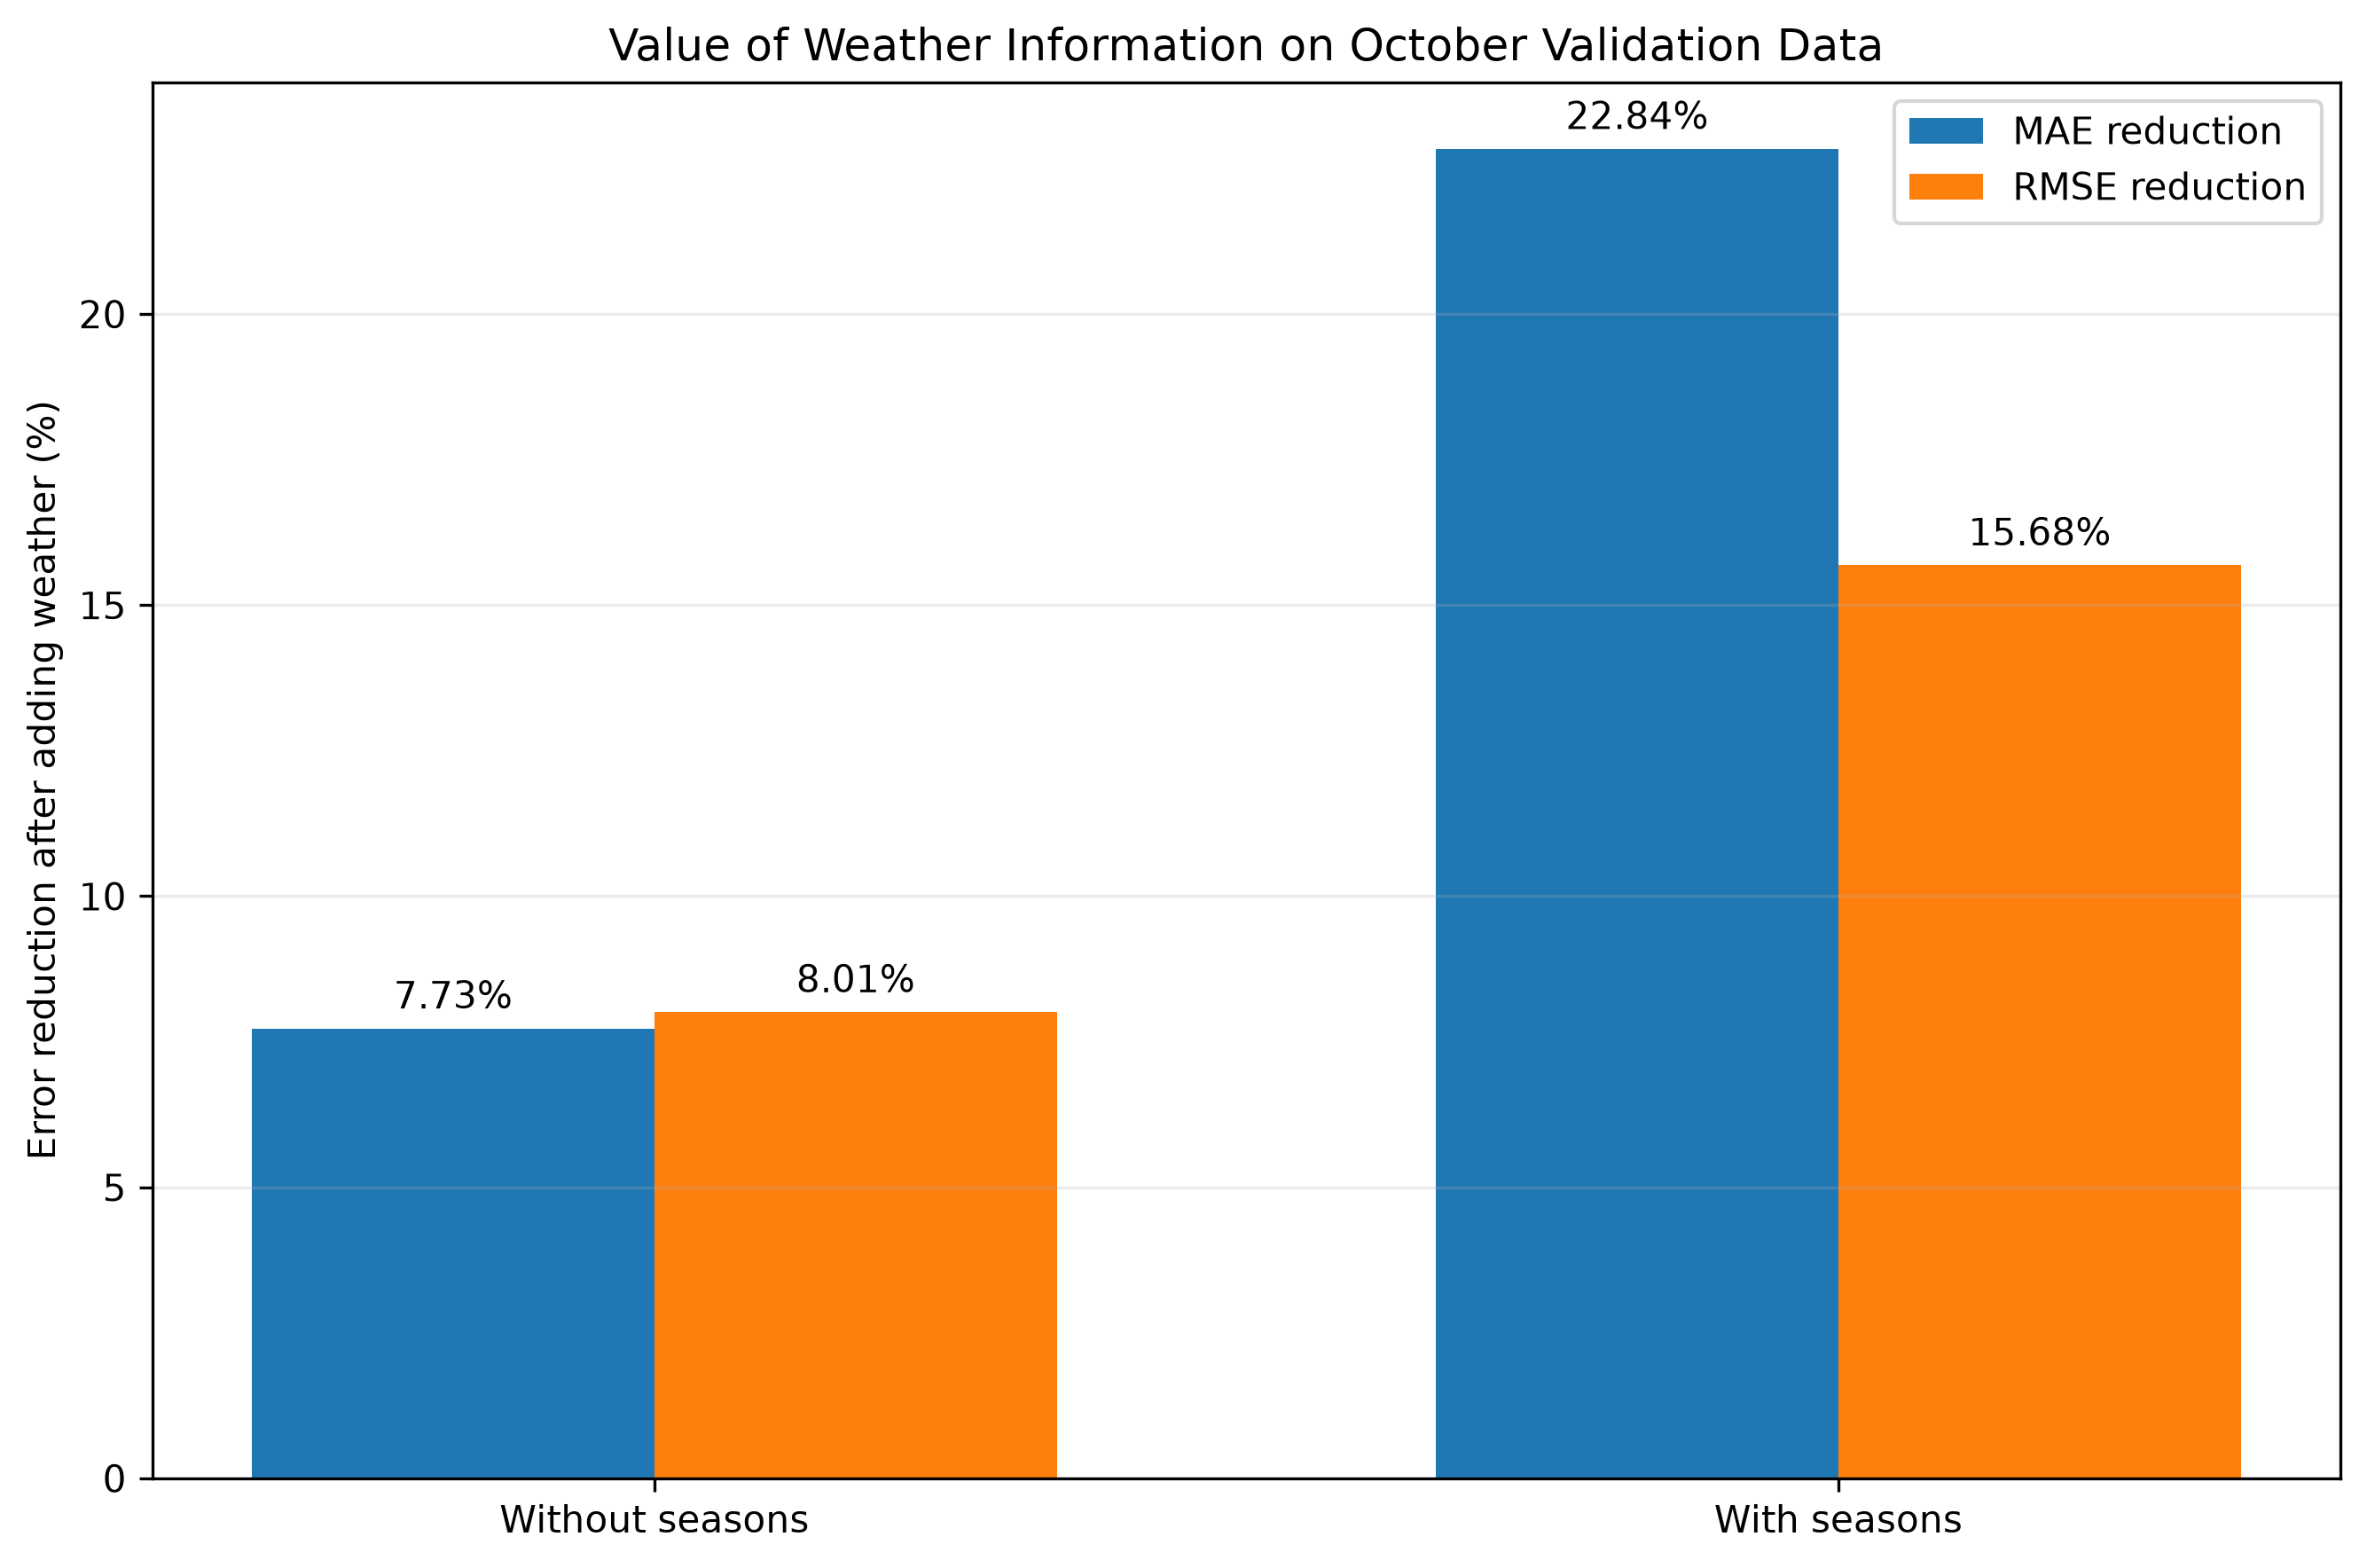 Value of Weather Information on October Validation Data
22.84%
MAE reduction
RMSE reduction
20
15.68%
15
10
7.73%
8.01%
5
0
Error reduction after adding weather (%)
Without seasons
With seasons